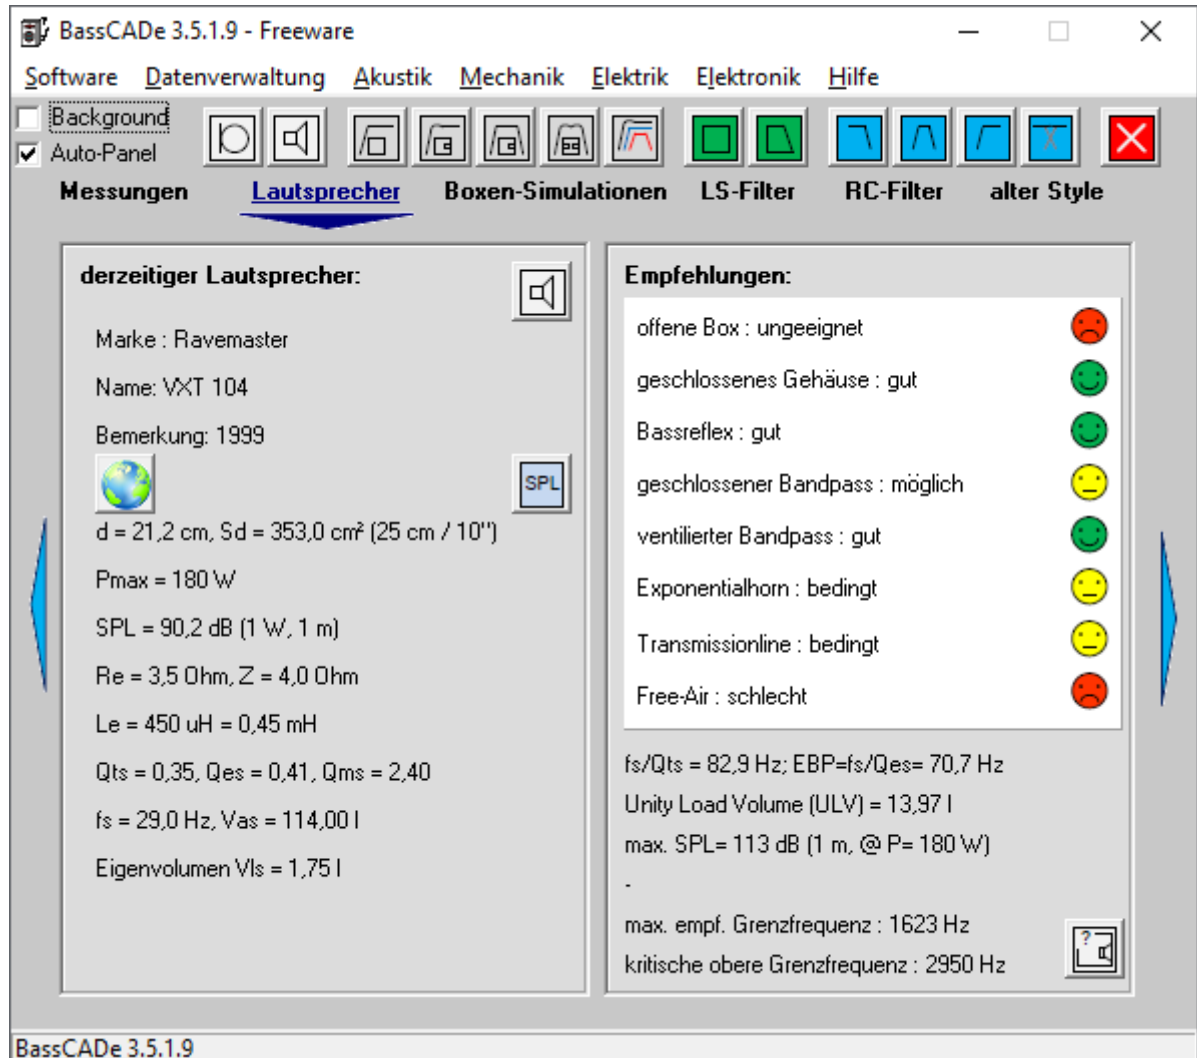 BassCADe 3.5.1.9 - Freeware
Software Datenverwaltung Akustik Mechanik Elektrik Elektronik Hilfe
Background
Auto-Panel
Messungen Lautsprecher Boxen-Simulationen LS-Filter RC-Filter alter Style
derzeitiger Lautsprecher:
Marke : Ravemaster
Name: VXT 104
Bemerkung: 1999
SPL
d = 21,2 cm, Sd = 353,0 cm² (25 cm / 10'')
Pmax = 180 W
SPL = 90,2 dB (1 W, 1 m)
Re = 3,5 Ohm, Z = 4,0 Ohm
Le = 450 uH = 0,45 mH
Qts = 0,35, Qes = 0,41, Qms = 2,40
fs = 29,0 Hz, Vas = 114,00 l
Eigenvolumen Vls = 1,75 l
Empfehlungen:
offene Box : ungeeignet
geschlossenes Gehäuse : gut
Bassreflex : gut
geschlossener Bandpass : möglich
ventilierter Bandpass : gut
Exponentialhorn : bedingt
Transmissionline : bedingt
Free-Air : schlecht
fs/Qts = 82,9 Hz; EBP=fs/Qes= 70,7 Hz
Unity Load Volume (ULV) = 13,97 l
max. SPL= 113 dB (1 m, @ P= 180 W)
-
max. empf. Grenzfrequenz : 1623 Hz
kritische obere Grenzfrequenz : 2950 Hz
?
BassCADe 3.5.1.9